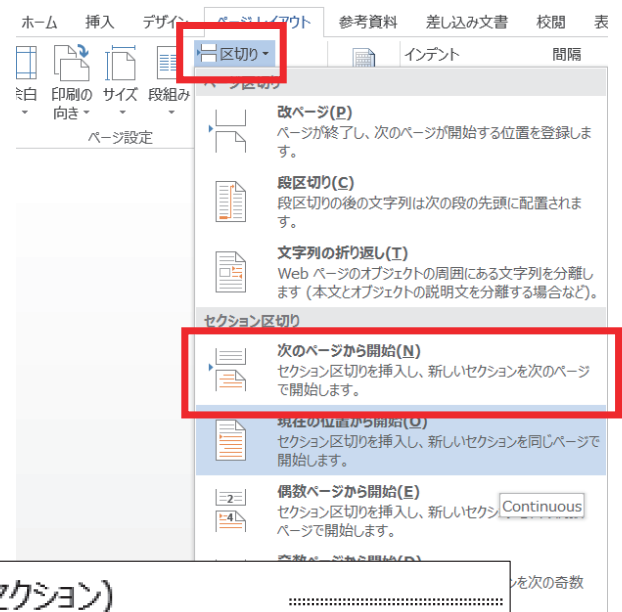 ホーム 挿入 デザイン ページ レイアウト 参考資料 差し込み文書 校閲 表
区切り インデント 間隔
余白 印刷の向き サイズ 段組み
ページ設定
ページ区切り
改ページ(P)
ページが終了し、次のページが開始する位置を登録しま
す。
段区切り(C)
段区切りの後の文字列は次の段の先頭に配置されま
す。
文字列の折り返し(T)
Web ページのオブジェクトの周囲にある文字列を分離し
ます (本文とオブジェクトの説明文を分離する場合など)。
セクション区切り
次のページから開始(N)
セクション区切りを挿入し、新しいセクションを次のページ
で開始します。
現在の位置から開始(O)
セクション区切りを挿入し、新しいセクションを同じページで
開始します。
偶数ページから開始(E)
セクション区切りを挿入し、新しいセクシ
Continuous
ページで開始します。
奇数ページから開始(D)
ンを次の奇数
セクション)